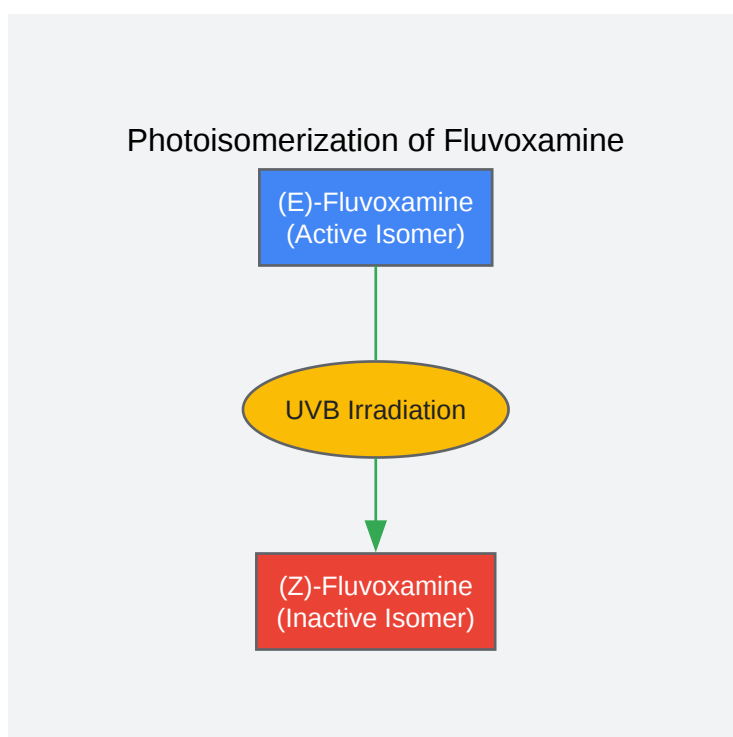 Photoisomerization of Fluvoxamine
(E)-Fluvoxamine
(Active Isomer)
UVB Irradiation
(Z)-Fluvoxamine
(Inactive Isomer)